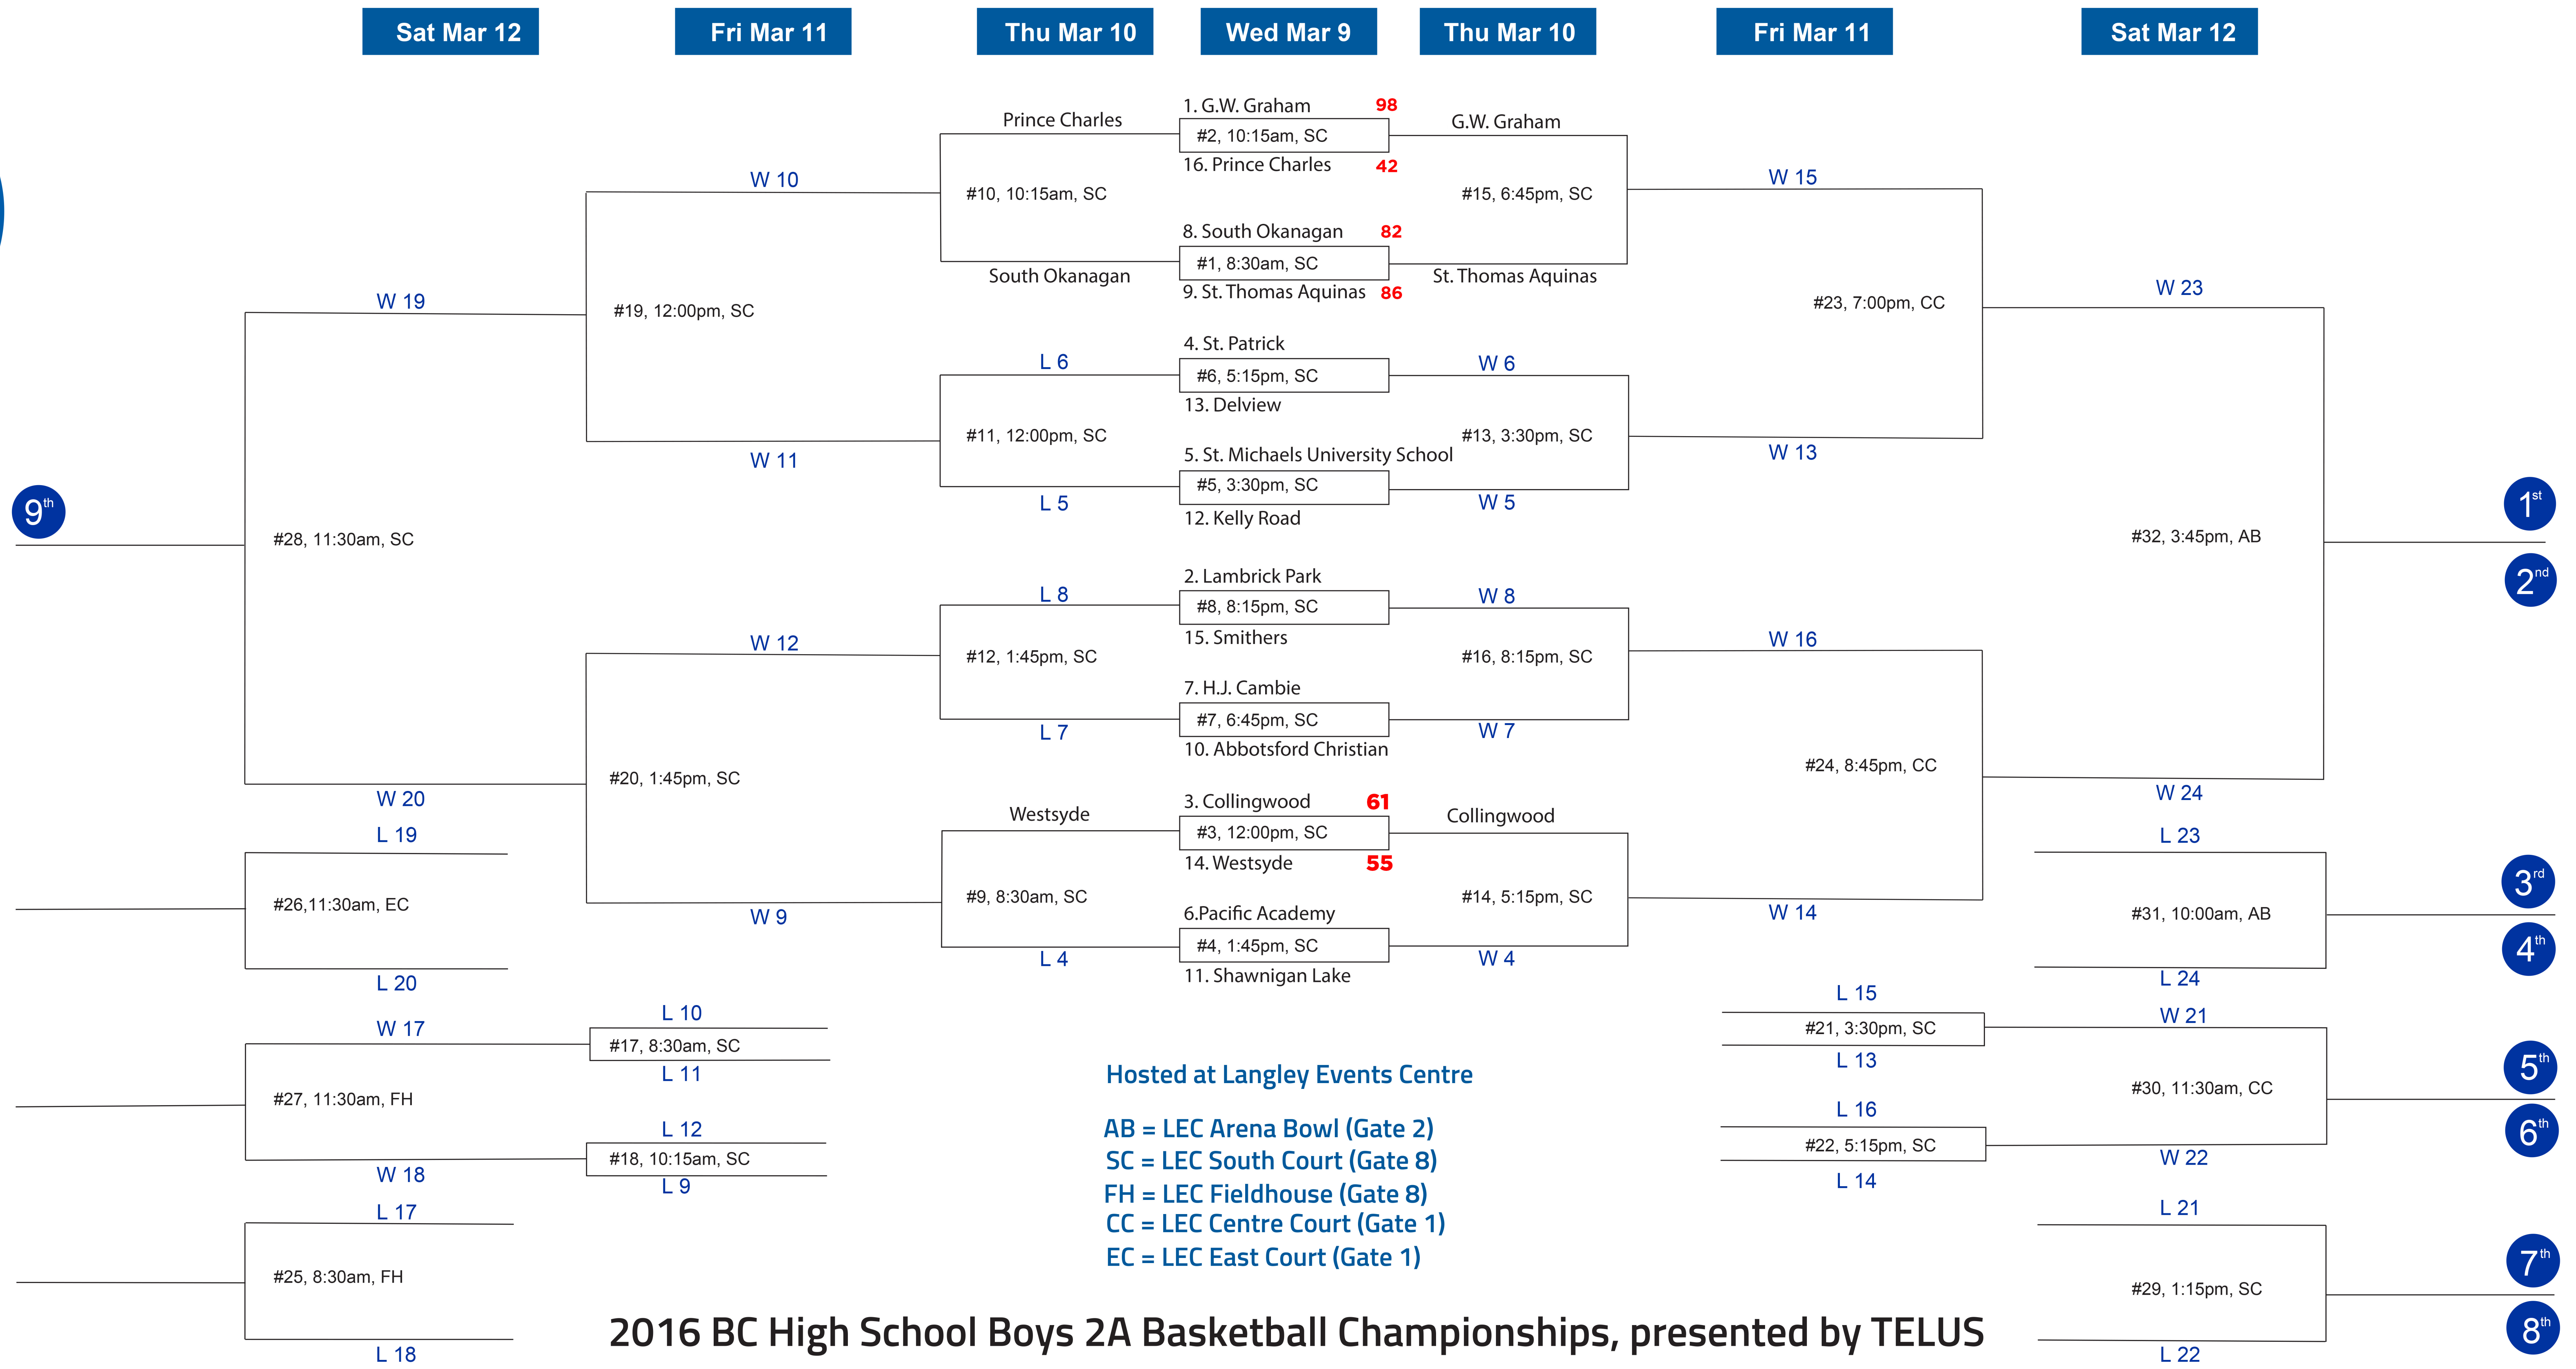 Sat Mar 12
Fri Mar 11
Thu Mar 10
Wed Mar 9
Thu Mar 10
Fri Mar 11
Sat Mar 12
W 19
#28, 11:30am, SC
9th
W 20
L 19
#26,11:30am, EC
L 20
W 17
#27, 11:30am, FH
W 18
L 17
#25, 8:30am, FH
L 18
W 10
#19, 12:00pm, SC
W 11
W 12
#20, 1:45pm, SC
W 9
L 10
#17, 8:30am, SC
L 11
L 12
#18, 10:15am, SC
L 9
Prince Charles
#10, 10:15am, SC
South Okanagan
L 6
#11, 12:00pm, SC
L 5
L 8
#12, 1:45pm, SC
L 7
Westsyde
#9, 8:30am, SC
L 4
1. G.W. Graham 98
#2, 10:15am, SC
16. Prince Charles 42
8. South Okanagan 82
#1, 8:30am, SC
9. St. Thomas Aquinas 86
4. St. Patrick
#6, 5:15pm, SC
13. Delview
5. St. Michaels University School
#5, 3:30pm, SC
12. Kelly Road
2. Lambrick Park
#8, 8:15pm, SC
15. Smithers
7. H.J. Cambie
#7, 6:45pm, SC
10. Abbotsford Christian
3. Collingwood 61
#3, 12:00pm, SC
14. Westsyde 55
6.Pacific Academy
#4, 1:45pm, SC
11. Shawnigan Lake
G.W. Graham
#15, 6:45pm, SC
St. Thomas Aquinas
W 6
#13, 3:30pm, SC
W 5
W 8
#16, 8:15pm, SC
W 7
Collingwood
#14, 5:15pm, SC
W 4
W 15
#23, 7:00pm, CC
W 13
W 16
#24, 8:45pm, CC
W 14
L 15
#21, 3:30pm, SC
L 13
L 16
#22, 5:15pm, SC
L 14
W 23
#32, 3:45pm, AB
W 24
1st
2nd
L 23
#31, 10:00am, AB
L 24
3rd
4th
W 21
#30, 11:30am, CC
W 22
5th
6th
L 21
#29, 1:15pm, SC
L 22
7th
8th
Hosted at Langley Events Centre
AB = LEC Arena Bowl (Gate 2)
SC = LEC South Court (Gate 8)
FH = LEC Fieldhouse (Gate 8)
CC = LEC Centre Court (Gate 1)
EC = LEC East Court (Gate 1)
2016 BC High School Boys 2A Basketball Championships, presented by TELUS